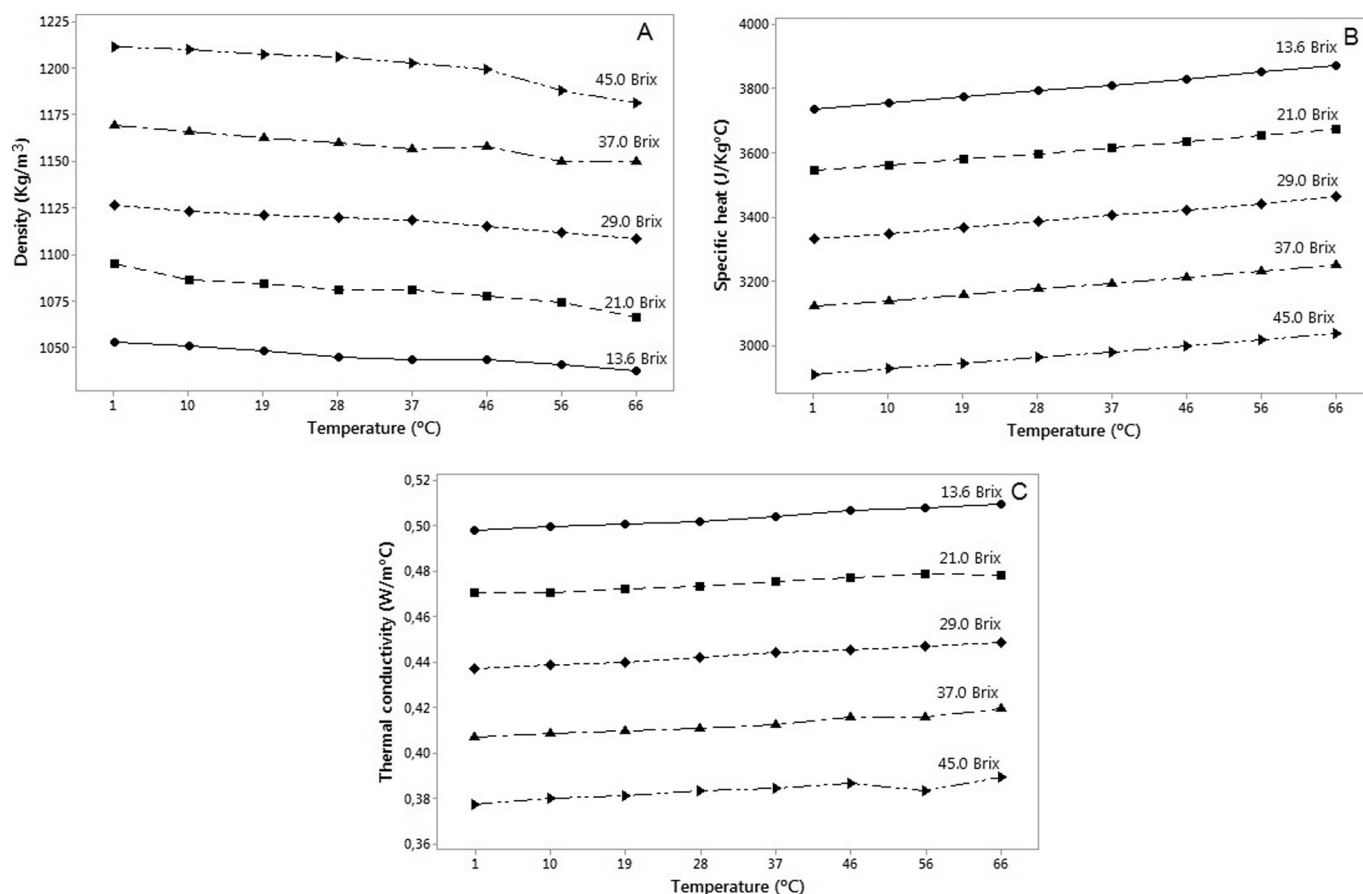 A
1225
1200
1175
1150
1125
1100
1075
1050
Density (Kg/m³)
45.0 Brix
37.0 Brix
29.0 Brix
21.0 Brix
13.6 Brix
1 10 19 28 37 46 56 66
Temperature (ºC)
B
4000
3800
3600
3400
3200
3000
Specific heat (J/KgºC)
13.6 Brix
21.0 Brix
29.0 Brix
37.0 Brix
45.0 Brix
1 10 19 28 37 46 56 66
Temperature (ºC)
C
0,52
0,50
0,48
0,46
0,44
0,42
0,40
0,38
0,36
Thermal conductivity (W/mºC)
13.6 Brix
21.0 Brix
29.0 Brix
37.0 Brix
45.0 Brix
1 10 19 28 37 46 56 66
Temperature (ºC)